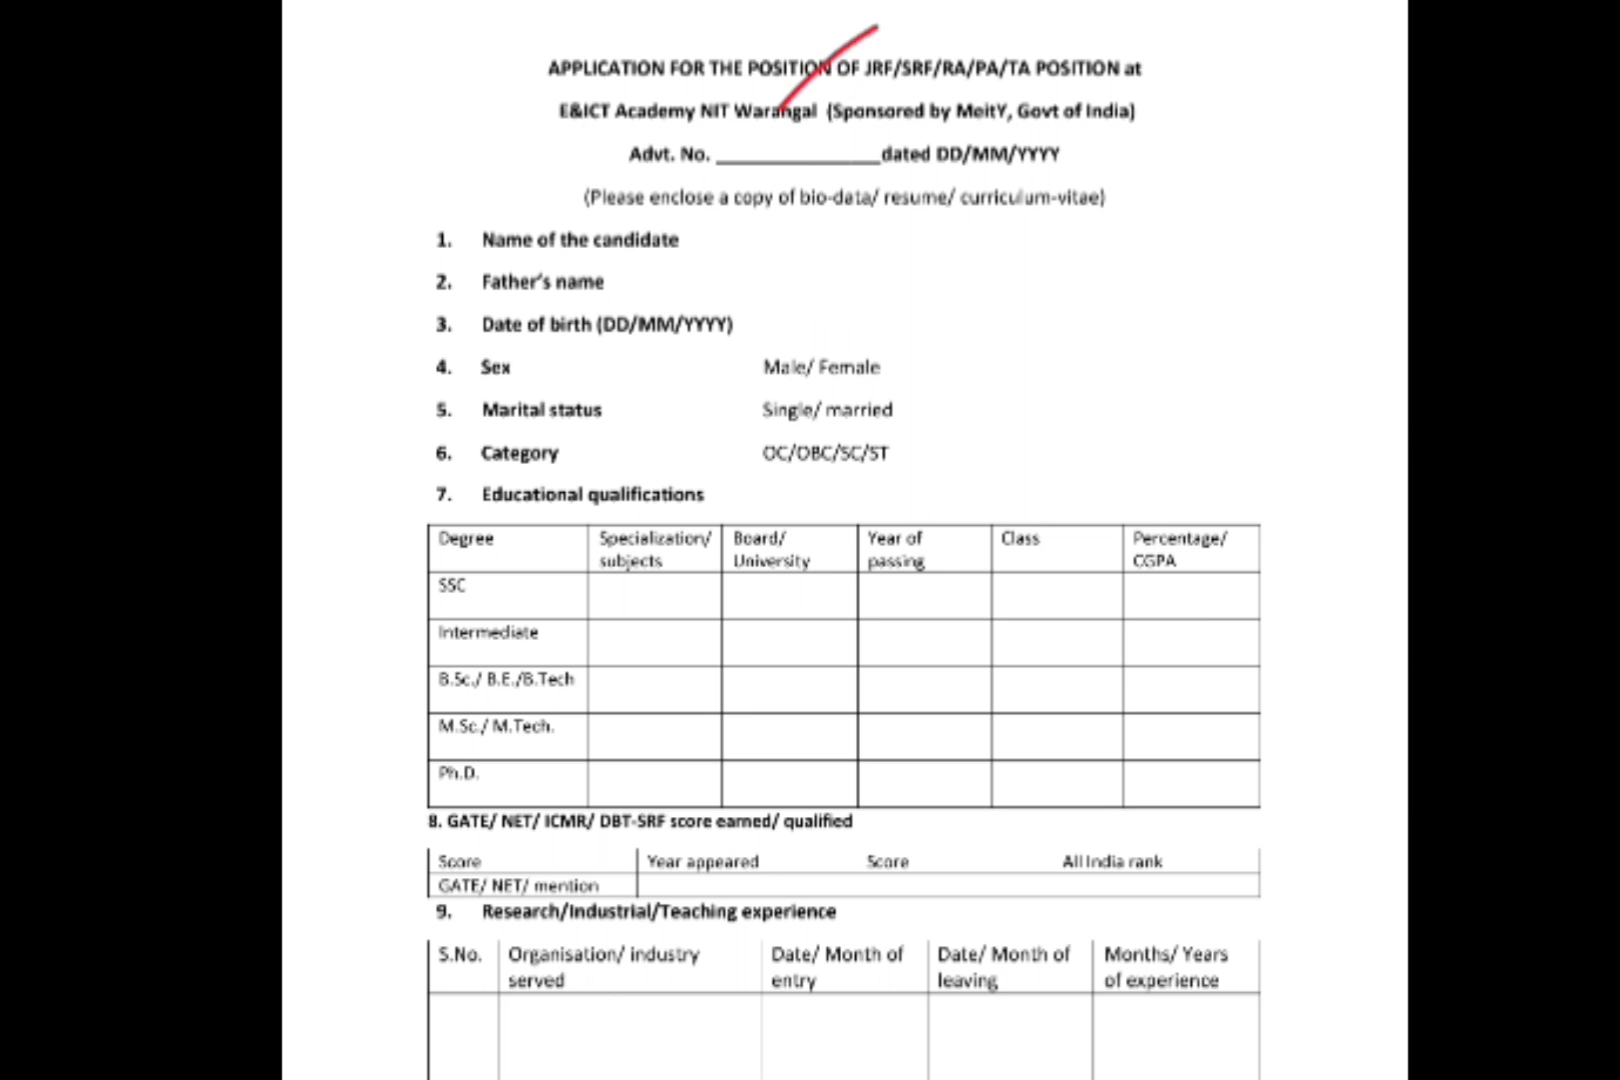 APPLICATION FOR THE POSITION OF JRF/SRF/RA/PA/TA POSITION at
E&ICT Academy NIT Warangal (Sponsored by MeitY, Govt of India)
Advt. No. _________________dated DD/MM/YYYY
(Please enclose a copy of bio-data/ resume/ curriculum-vitae)
1. Name of the candidate
2. Father's name
3. Date of birth (DD/MM/YYYY)
4. Sex Male/ Female
5. Marital status Single/ married
6. Category OC/OBC/SC/ST
7. Educational qualifications
Degree Specialization/ Board/ Year of Class Percentage/
subjects University passing CGPA
SSC
Intermediate
B.Sc./ B.E./B.Tech
M.Sc./ M.Tech.
Ph.D.
8. GATE/ NET/ ICMR/ DBT-SRF score earned/ qualified
Score Year appeared Score All India rank
GATE/ NET/ mention
9. Research/Industrial/Teaching experience
S.No. Organisation/ industry Date/ Month of Date/ Month of Months/ Years
served entry leaving of experience